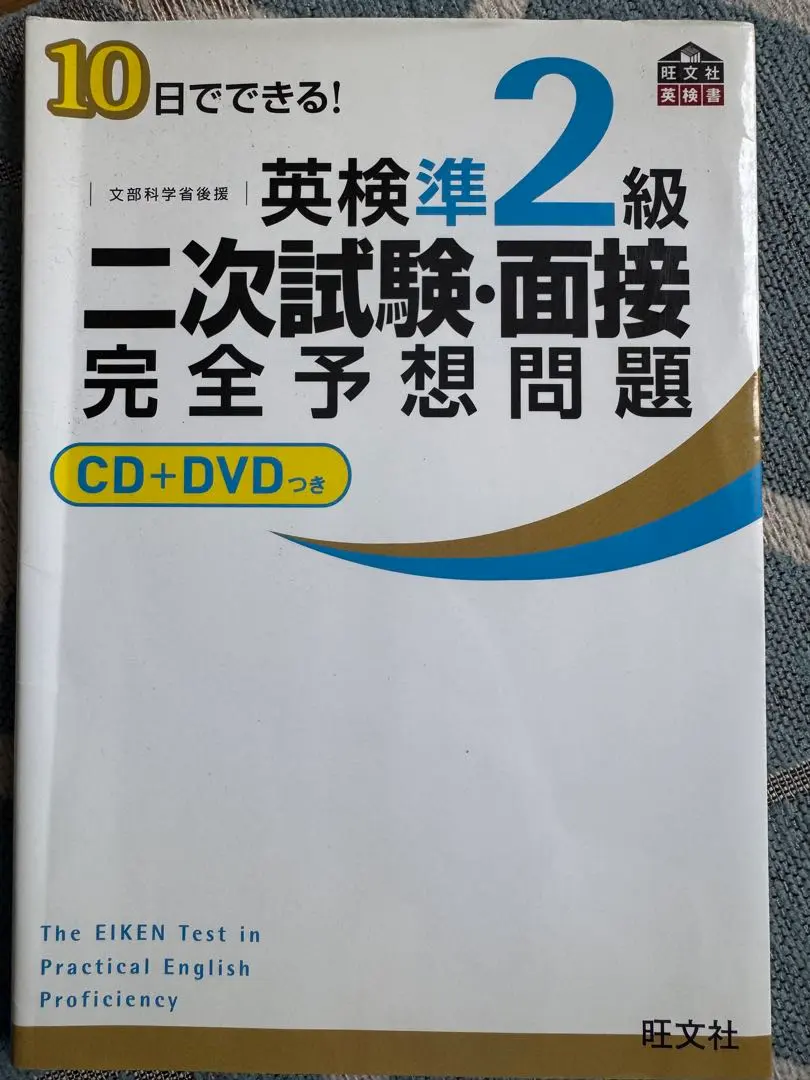 10日でできる!
旺文社
英検書
文部科学省後援
英検準2級
二次試験・面接
完全予想問題
CD+DVDつき
The EIKEN Test in
Practical English
Proficiency
旺文社